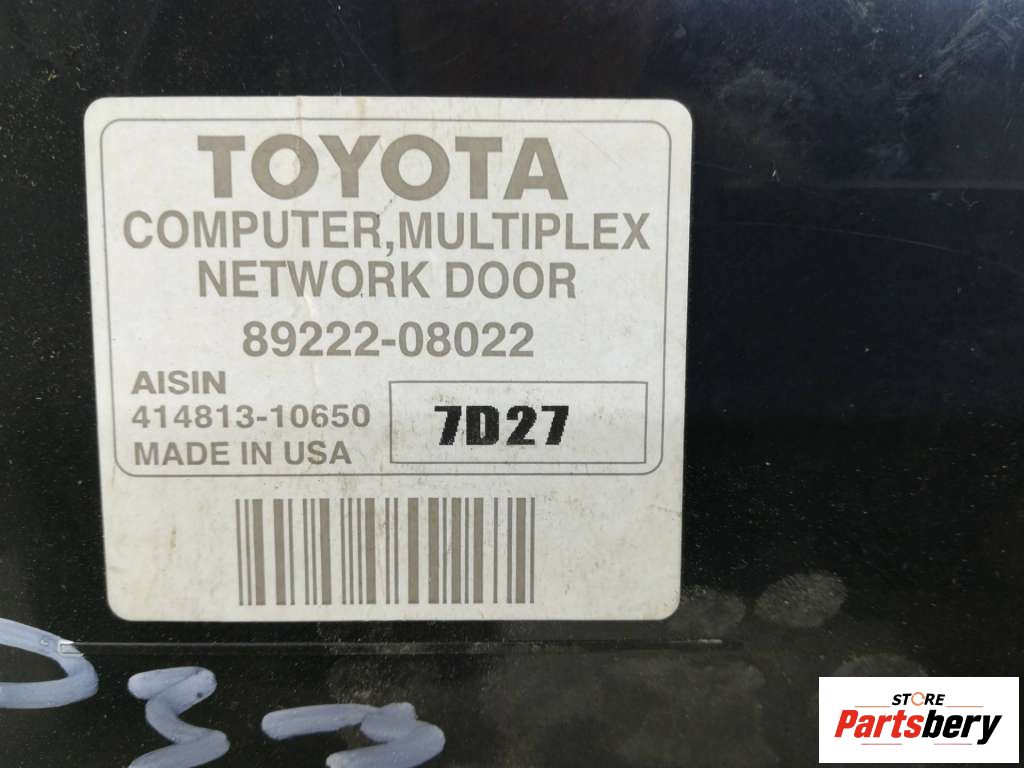 TOYOTA
COMPUTER,MULTIPLEX
NETWORK DOOR
89222-08022
AISIN
414813-10650
MADE IN USA
7D27
STORE
Partsbery